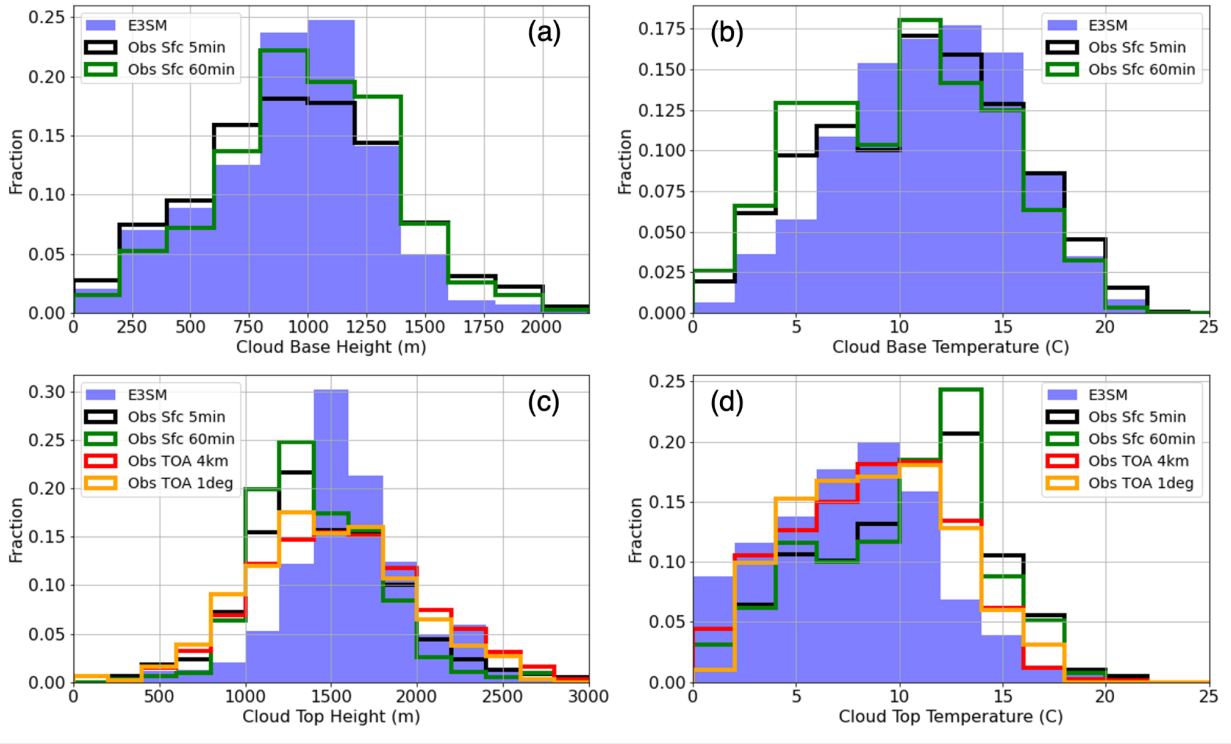 0.25
0.20
0.15
0.10
0.05
0.00
Fraction
E3SM
Obs Sfc 5min
Obs Sfc 60min
(a)
0 250 500 750 1000 1250 1500 1750 2000
Cloud Base Height (m)
0.175
0.150
0.125
0.100
0.075
0.050
0.025
0.000
Fraction
(b)
E3SM
Obs Sfc 5min
Obs Sfc 60min
0 5 10 15 20 25
Cloud Base Temperature (C)
0.30
0.25
0.20
0.15
0.10
0.05
0.00
Fraction
E3SM
Obs Sfc 5min
Obs Sfc 60min
Obs TOA 4km
Obs TOA 1deg
(c)
0 500 1000 1500 2000 2500 3000
Cloud Top Height (m)
0.25
0.20
0.15
0.10
0.05
0.00
Fraction
(d)
E3SM
Obs Sfc 5min
Obs Sfc 60min
Obs TOA 4km
Obs TOA 1deg
0 5 10 15 20 25
Cloud Top Temperature (C)